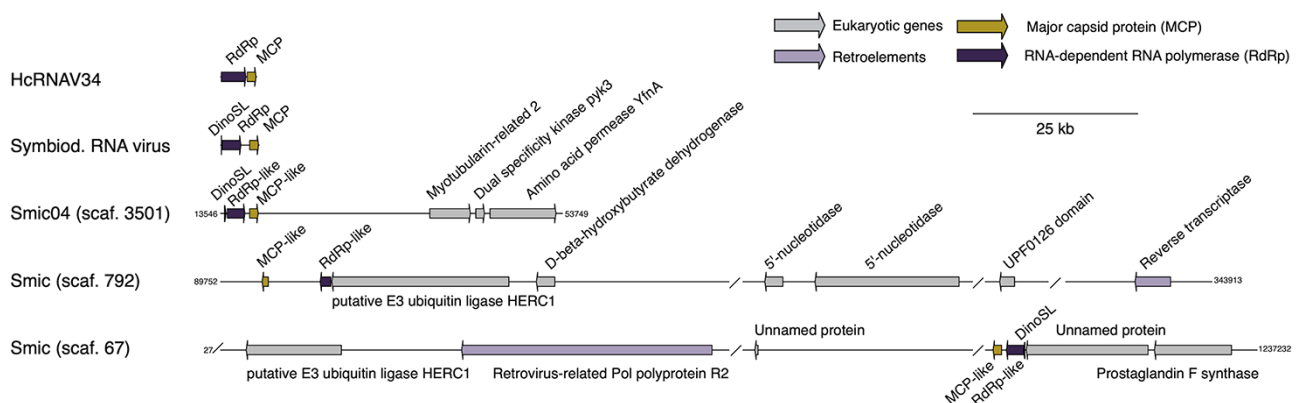 Eukaryotic genes
Major capsid protein (MCP)
Retroelements
RNA-dependent RNA polymerase (RdRp)
25 kb
HcRNAV34
RdRp
MCP
Symbiod. RNA virus
DinoSL
RdRp
MCP
Smic04 (scaf. 3501)
13546
DinoSL
RdRp-like
MCP-like
Myotubularin-related 2
Dual specificity kinase pyk3
Amino acid permease YfnA
53749
Smic (scaf. 792)
89752
MCP-like
RdRp-like
putative E3 ubiquitin ligase HERC1
D-beta-hydroxybutyrate dehydrogenase
5'-nucleotidase
5'-nucleotidase
UPF0126 domain
Reverse transcriptase
343913
Smic (scaf. 67)
27
putative E3 ubiquitin ligase HERC1
Retrovirus-related Pol polyprotein R2
Unnamed protein
MCP-like
RdRp-like
DinoSL
Unnamed protein
Prostaglandin F synthase
1237232